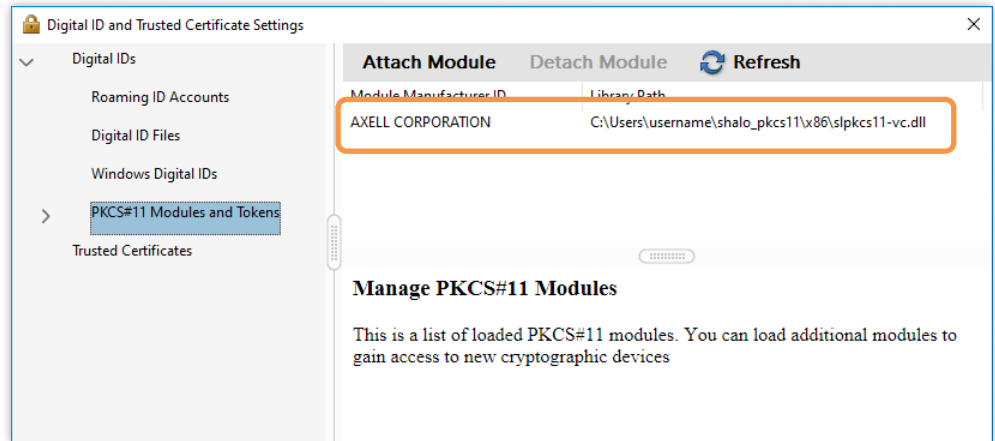 Digital ID and Trusted Certificate Settings
Digital IDs
Roaming ID Accounts
Digital ID Files
Windows Digital IDs
PKCS#11 Modules and Tokens
Trusted Certificates
Attach Module Detach Module Refresh
Module Manufacturer ID Library Path
AXELL CORPORATION C:\Users\username\shalo_pkcs11\x86\slpkcs11-vc.dll
Manage PKCS#11 Modules
This is a list of loaded PKCS#11 modules. You can load additional modules to
gain access to new cryptographic devices